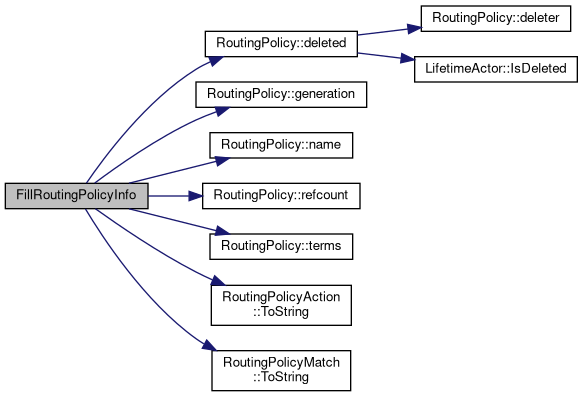 FillRoutingPolicyInfo
RoutingPolicy::deleted
RoutingPolicy::deleter
LifetimeActor::IsDeleted
RoutingPolicy::generation
RoutingPolicy::name
RoutingPolicy::refcount
RoutingPolicy::terms
RoutingPolicyAction
::ToString
RoutingPolicyMatch
::ToString